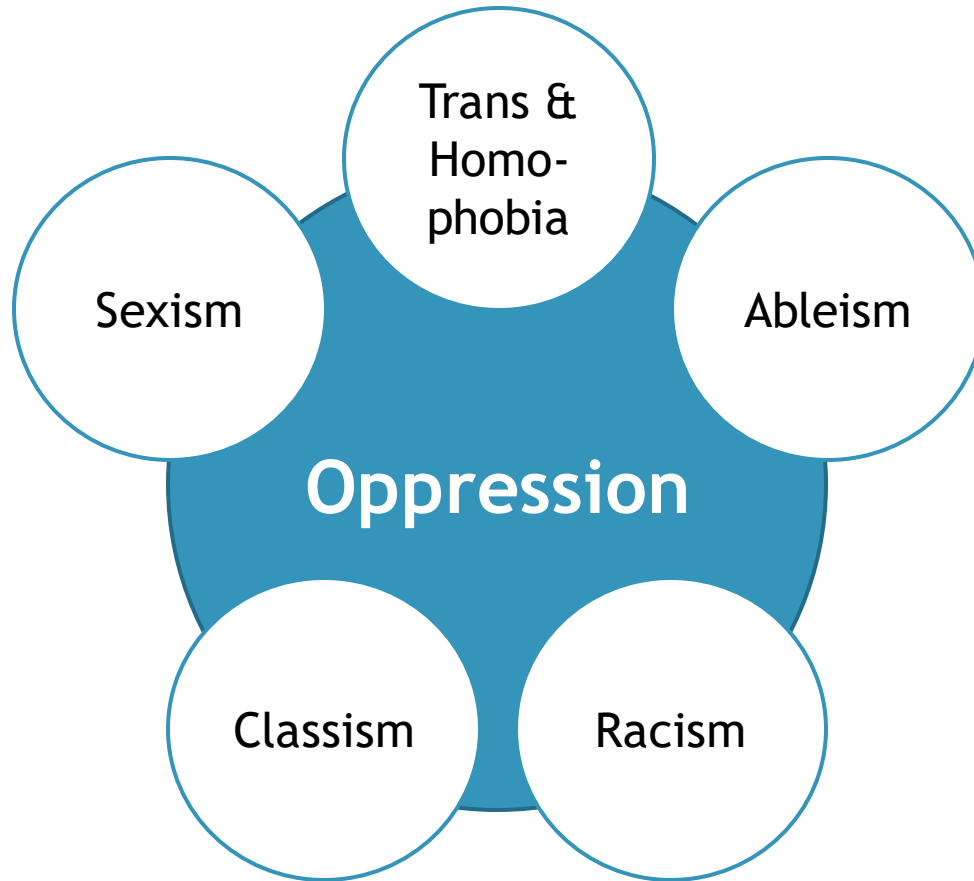 Trans &
Homo-
phobia
Sexism
Ableism
Oppression
Classism
Racism